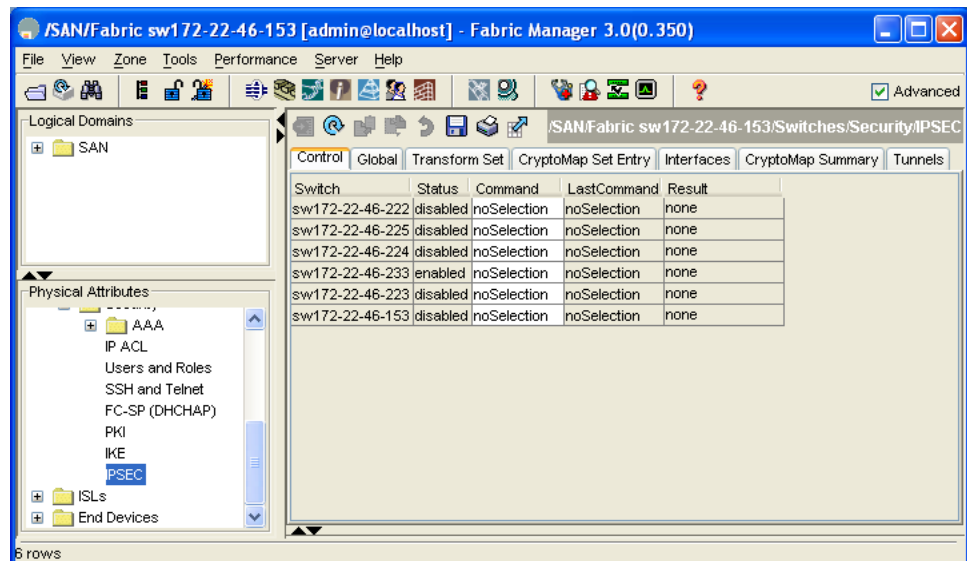 /SAN/Fabric sw172-22-46-153 [admin@localhost] - Fabric Manager 3.0(0.350)
File View Zone Tools Performance Server Help
Advanced
Logical Domains
SAN
Physical Attributes
Security
AAA
IP ACL
Users and Roles
SSH and Telnet
FC-SP (DHCHAP)
PKI
IKE
IPSEC
ISLs
End Devices
/SAN/Fabric sw172-22-46-153/Switches/Security/IPSEC
Control Global Transform Set CryptoMap Set Entry Interfaces CryptoMap Summary Tunnels
Switch Status Command LastCommand Result
sw172-22-46-222 disabled noSelection noSelection none
sw172-22-46-225 disabled noSelection noSelection none
sw172-22-46-224 disabled noSelection noSelection none
sw172-22-46-233 enabled noSelection noSelection none
sw172-22-46-223 disabled noSelection noSelection none
sw172-22-46-153 disabled noSelection noSelection none
6 rows